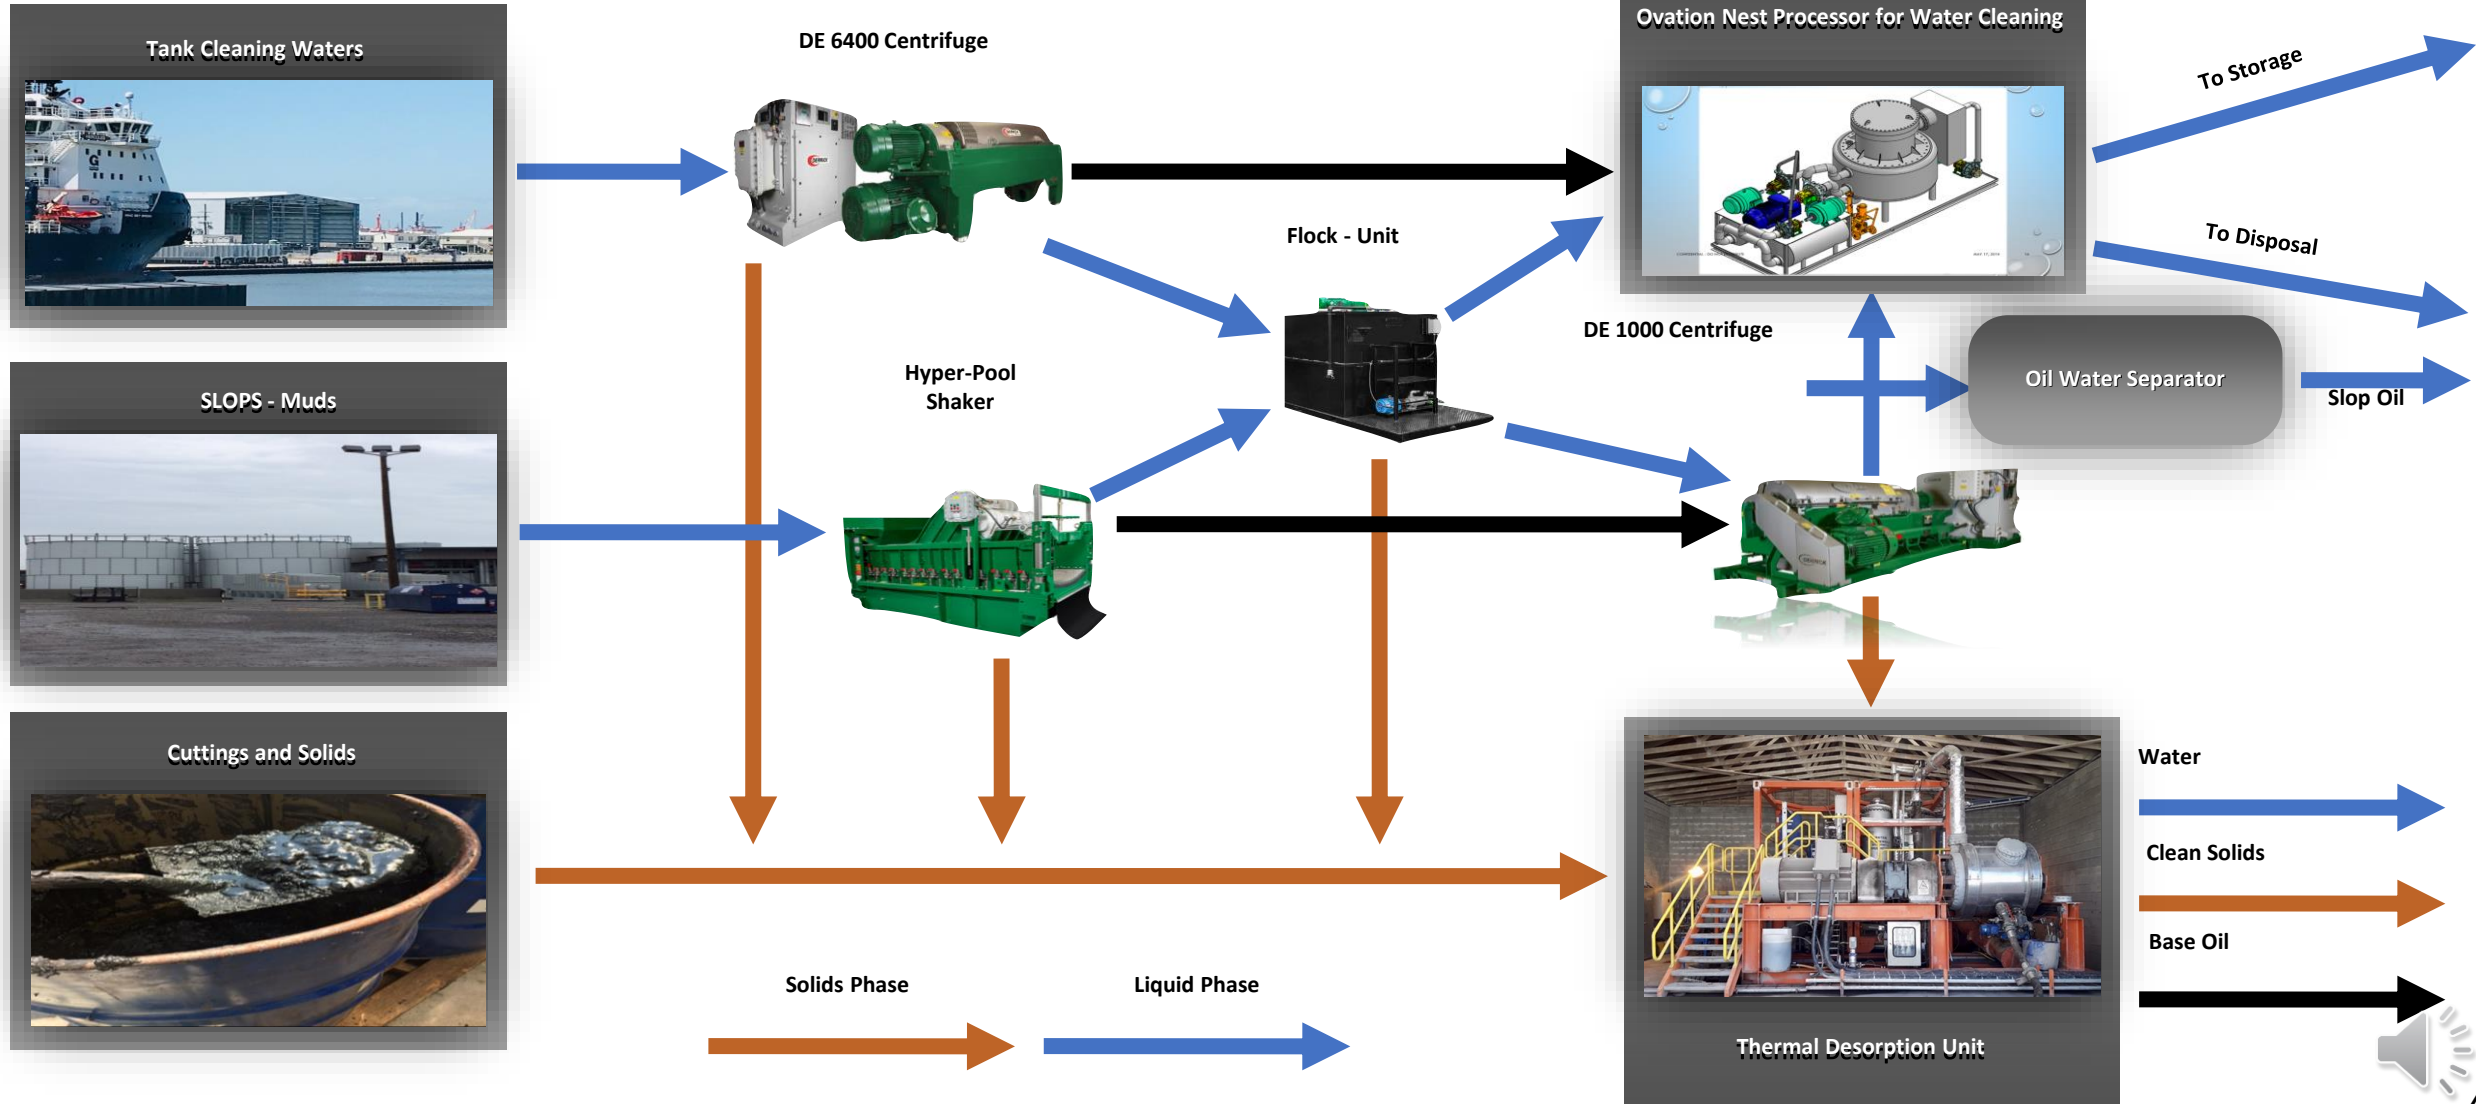 Tank Cleaning Waters
DE 6400 Centrifuge
Ovation Nest Processor for Water Cleaning
To Storage
To Disposal
Flock - Unit
DE 1000 Centrifuge
Oil Water Separator
Slop Oil
SLOPS - Muds
Hyper-Pool
Shaker
Cuttings and Solids
Water
Clean Solids
Base Oil
Solids Phase
Liquid Phase
Thermal Desorption Unit